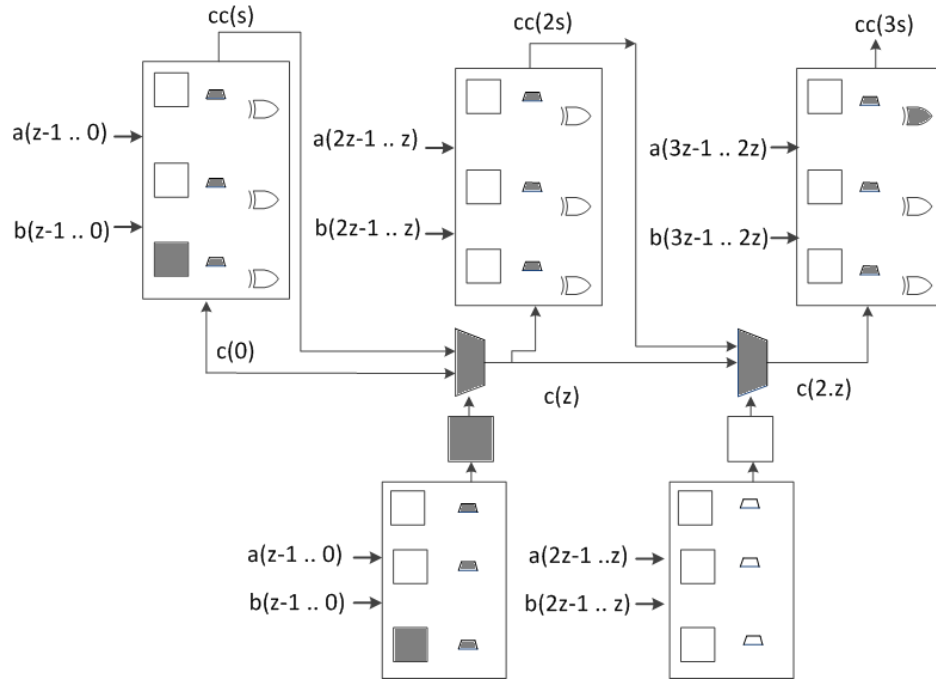 cc(s)
cc(2s)
cc(3s)
a(z-1 .. 0)
a(2z-1 .. z)
a(3z-1 .. 2z)
b(z-1 .. 0)
b(2z-1 .. z)
b(3z-1 .. 2z)
c(0)
c(z)
c(2.z)
a(z-1 .. 0)
a(2z-1 ..z)
b(z-1 .. 0)
b(2z-1 .. z)